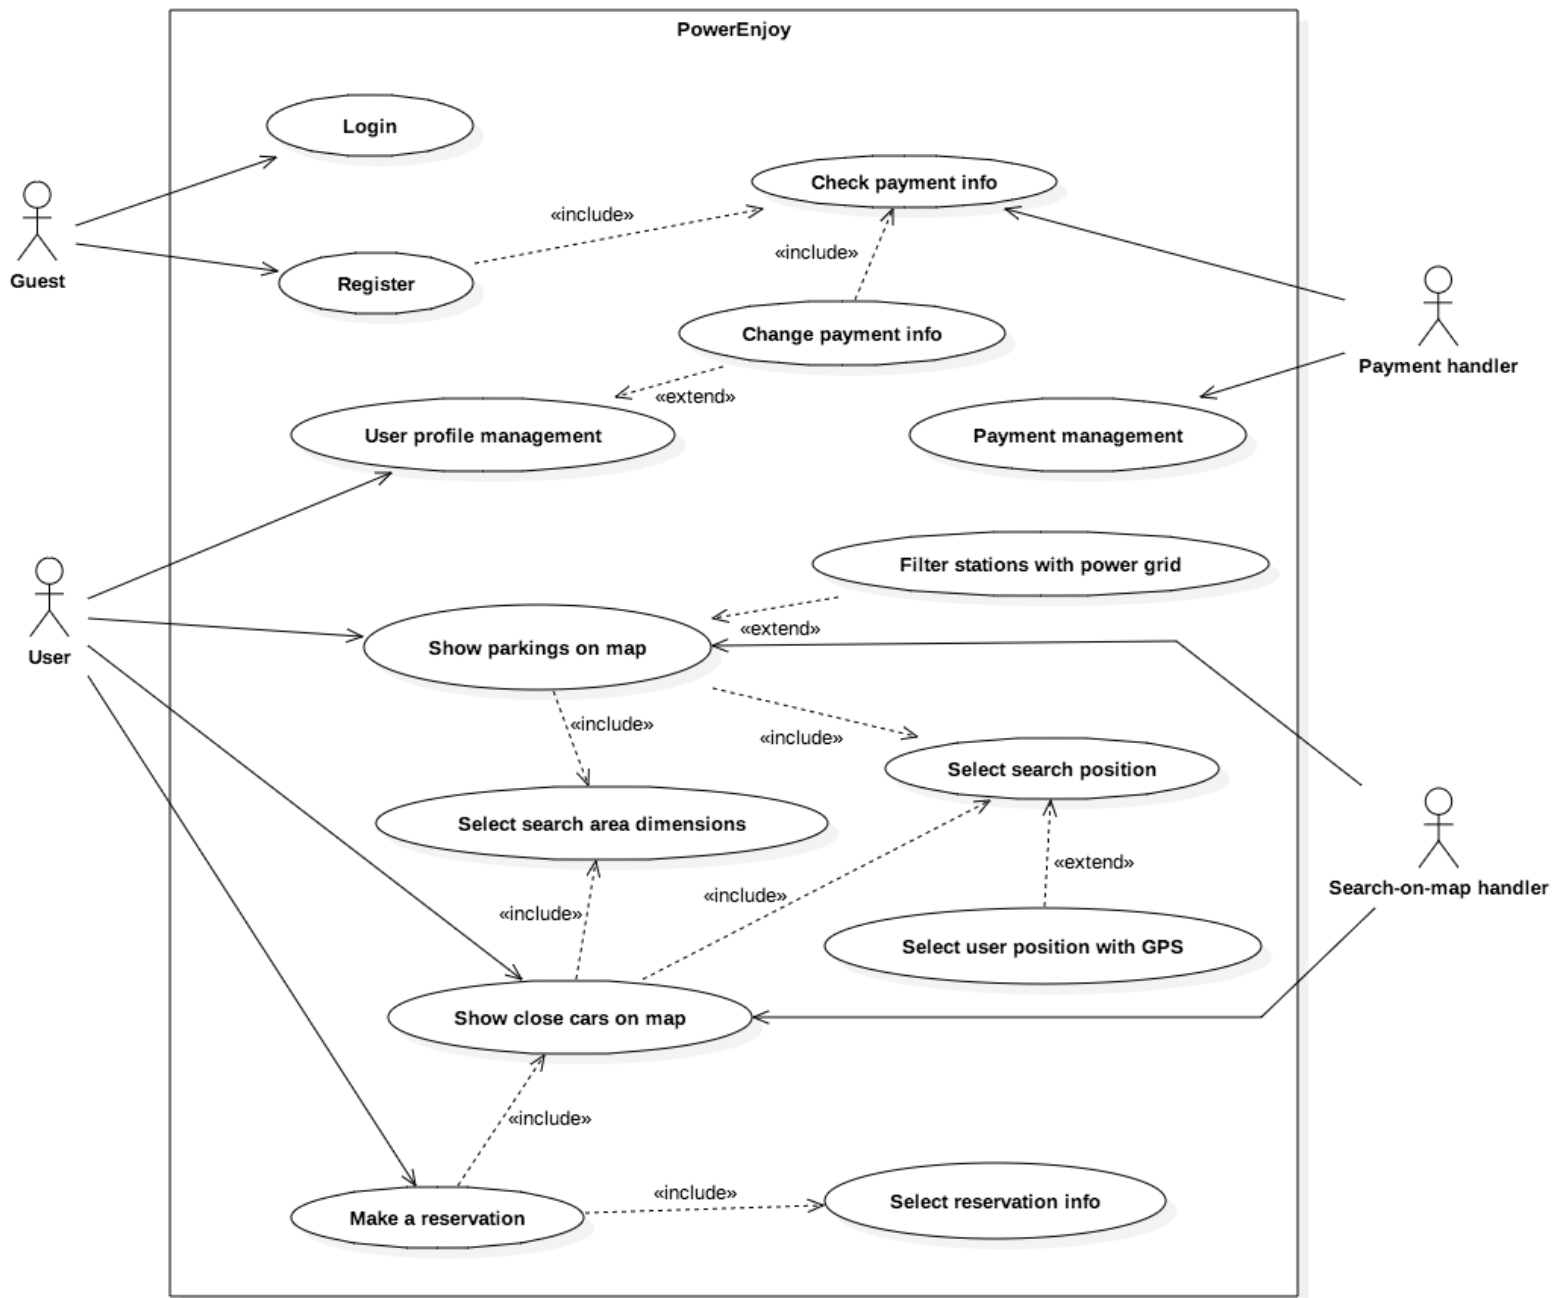 PowerEnjoy
Login
Check payment info
«include»
«include»
Guest
Register
Change payment info
Payment handler
«extend»
User profile management
Payment management
Filter stations with power grid
«extend»
Show parkings on map
User
«include»
«include»
Select search position
Select search area dimensions
«extend»
Search-on-map handler
«include»
«include»
Select user position with GPS
Show close cars on map
«include»
«include»
Select reservation info
Make a reservation